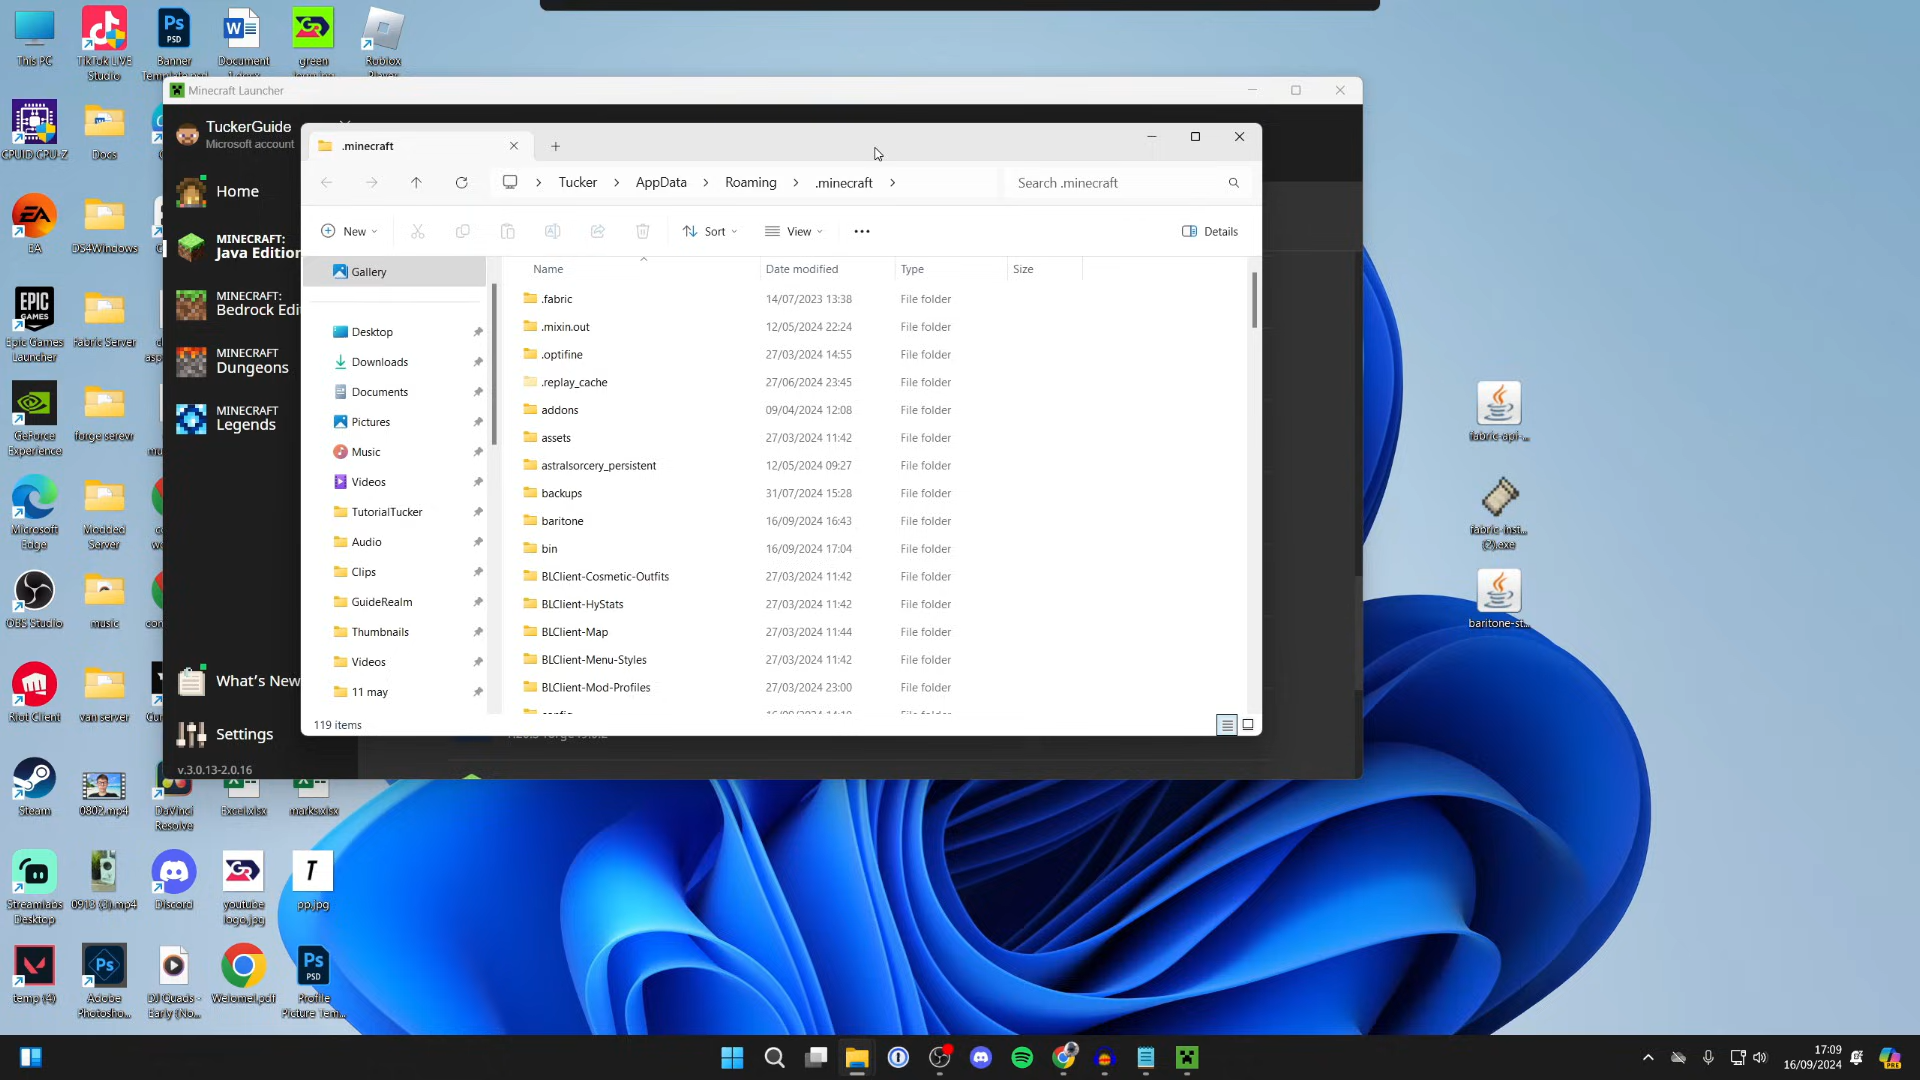 This PC
TikTok LIVE Studio
Banner
Document
green
Roblox
Player
Minecraft Launcher
CPUID CPU-Z
Docs
TuckerGuide
Microsoft account
.minecraft
Tucker
AppData
Roaming
.minecraft
Search .minecraft
Home
MINECRAFT:
Java Edition
MINECRAFT:
Bedrock Edi
MINECRAFT
Dungeons
MINECRAFT
Legends
What's New
Settings
v.3.0.13-2.0.16
New
Sort
View
Details
Gallery
Desktop
Downloads
Documents
Pictures
Music
Videos
TutorialTucker
Audio
Clips
GuideRealm
Thumbnails
Videos
11 may
Name Date modified Type Size
.fabric 14/07/2023 13:38 File folder
.mixin.out 12/05/2024 22:24 File folder
.optifine 27/03/2024 14:55 File folder
.replay_cache 27/06/2024 23:45 File folder
addons 09/04/2024 12:08 File folder
assets 27/03/2024 11:42 File folder
astralsorcery_persistent 12/05/2024 09:27 File folder
backups 31/07/2024 15:28 File folder
baritone 16/09/2024 16:43 File folder
bin 16/09/2024 17:04 File folder
BLClient-Cosmetic-Outfits 27/03/2024 11:42 File folder
BLClient-HyStats 27/03/2024 11:42 File folder
BLClient-Map 27/03/2024 11:44 File folder
BLClient-Menu-Styles 27/03/2024 11:42 File folder
BLClient-Mod-Profiles 27/03/2024 23:00 File folder
119 items
EA
DS4Windows
EPIC
GAMES
Epic Games
Launcher
Fabric Server
GeForce
Experience
forge serevr
Microsoft
Edge
Modded
Server
OBS Studio
music
Riot Client
van server
Steam
0802.mp4
DaVinci
Resolve
Excel.xlsx
marks.xlsx
Streamlabs
Desktop
0913 (3).mp4
Discord
youtube
logo.jpg
T
pp.jpg
temp (4)
Adobe
Photosho...
DJ Quads -
Early (No...
Welome!.pdf
Ps
PSD
Profile
Picture Tem...
fabric-api-...
fabric-inst...
(2).exe
baritone-st...
17:09
16/09/2024